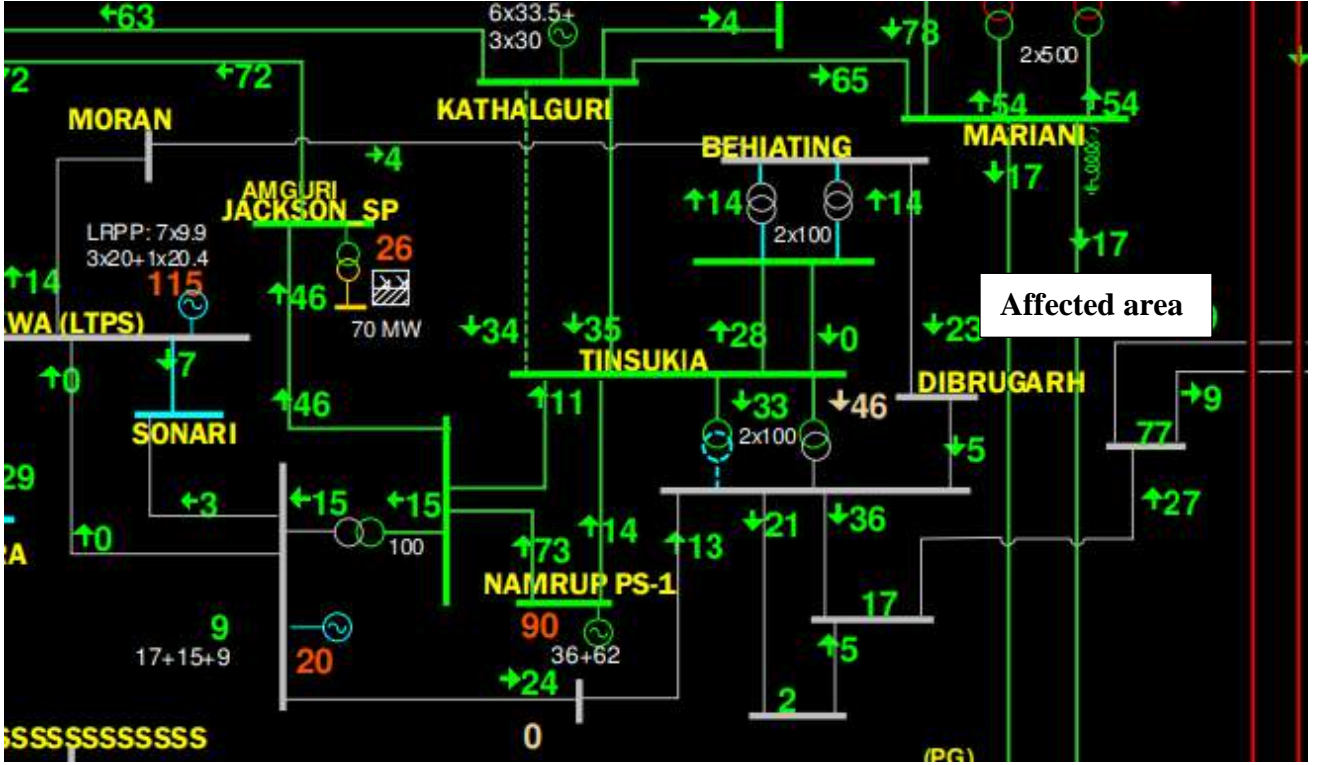 ←63
6x33.5+
3x30
→4
↓78
2x500
72
←72
→65
↑54
↑54
KATHALGURI
MORAN
MARIANI
BEHIATING
→4
↓17
AMGURI
JACKSON_SP
↑14
↑14
2x100
LRPP: 7x9.9
3x20+1x20.4
26
↓17
↑14
115
↑46
Affected area
WA (LTPS)
70 MW
↓34
↓35
↑28
↓0
↓23
↓7
TINSUKIA
↑0
DIBRUGARH
→9
↑46
↑11
↓33
↓46
SONARI
2x100
77
↓5
29
←3
←15
←15
↑27
↑0
100
↑73
↑14
↑13
↓21
↓36
RA
NAMRUP PS-1
17
9
90
17+15+9
20
36+62
↑5
→24
2
0
SSSSSSSSSSSS
(PG)